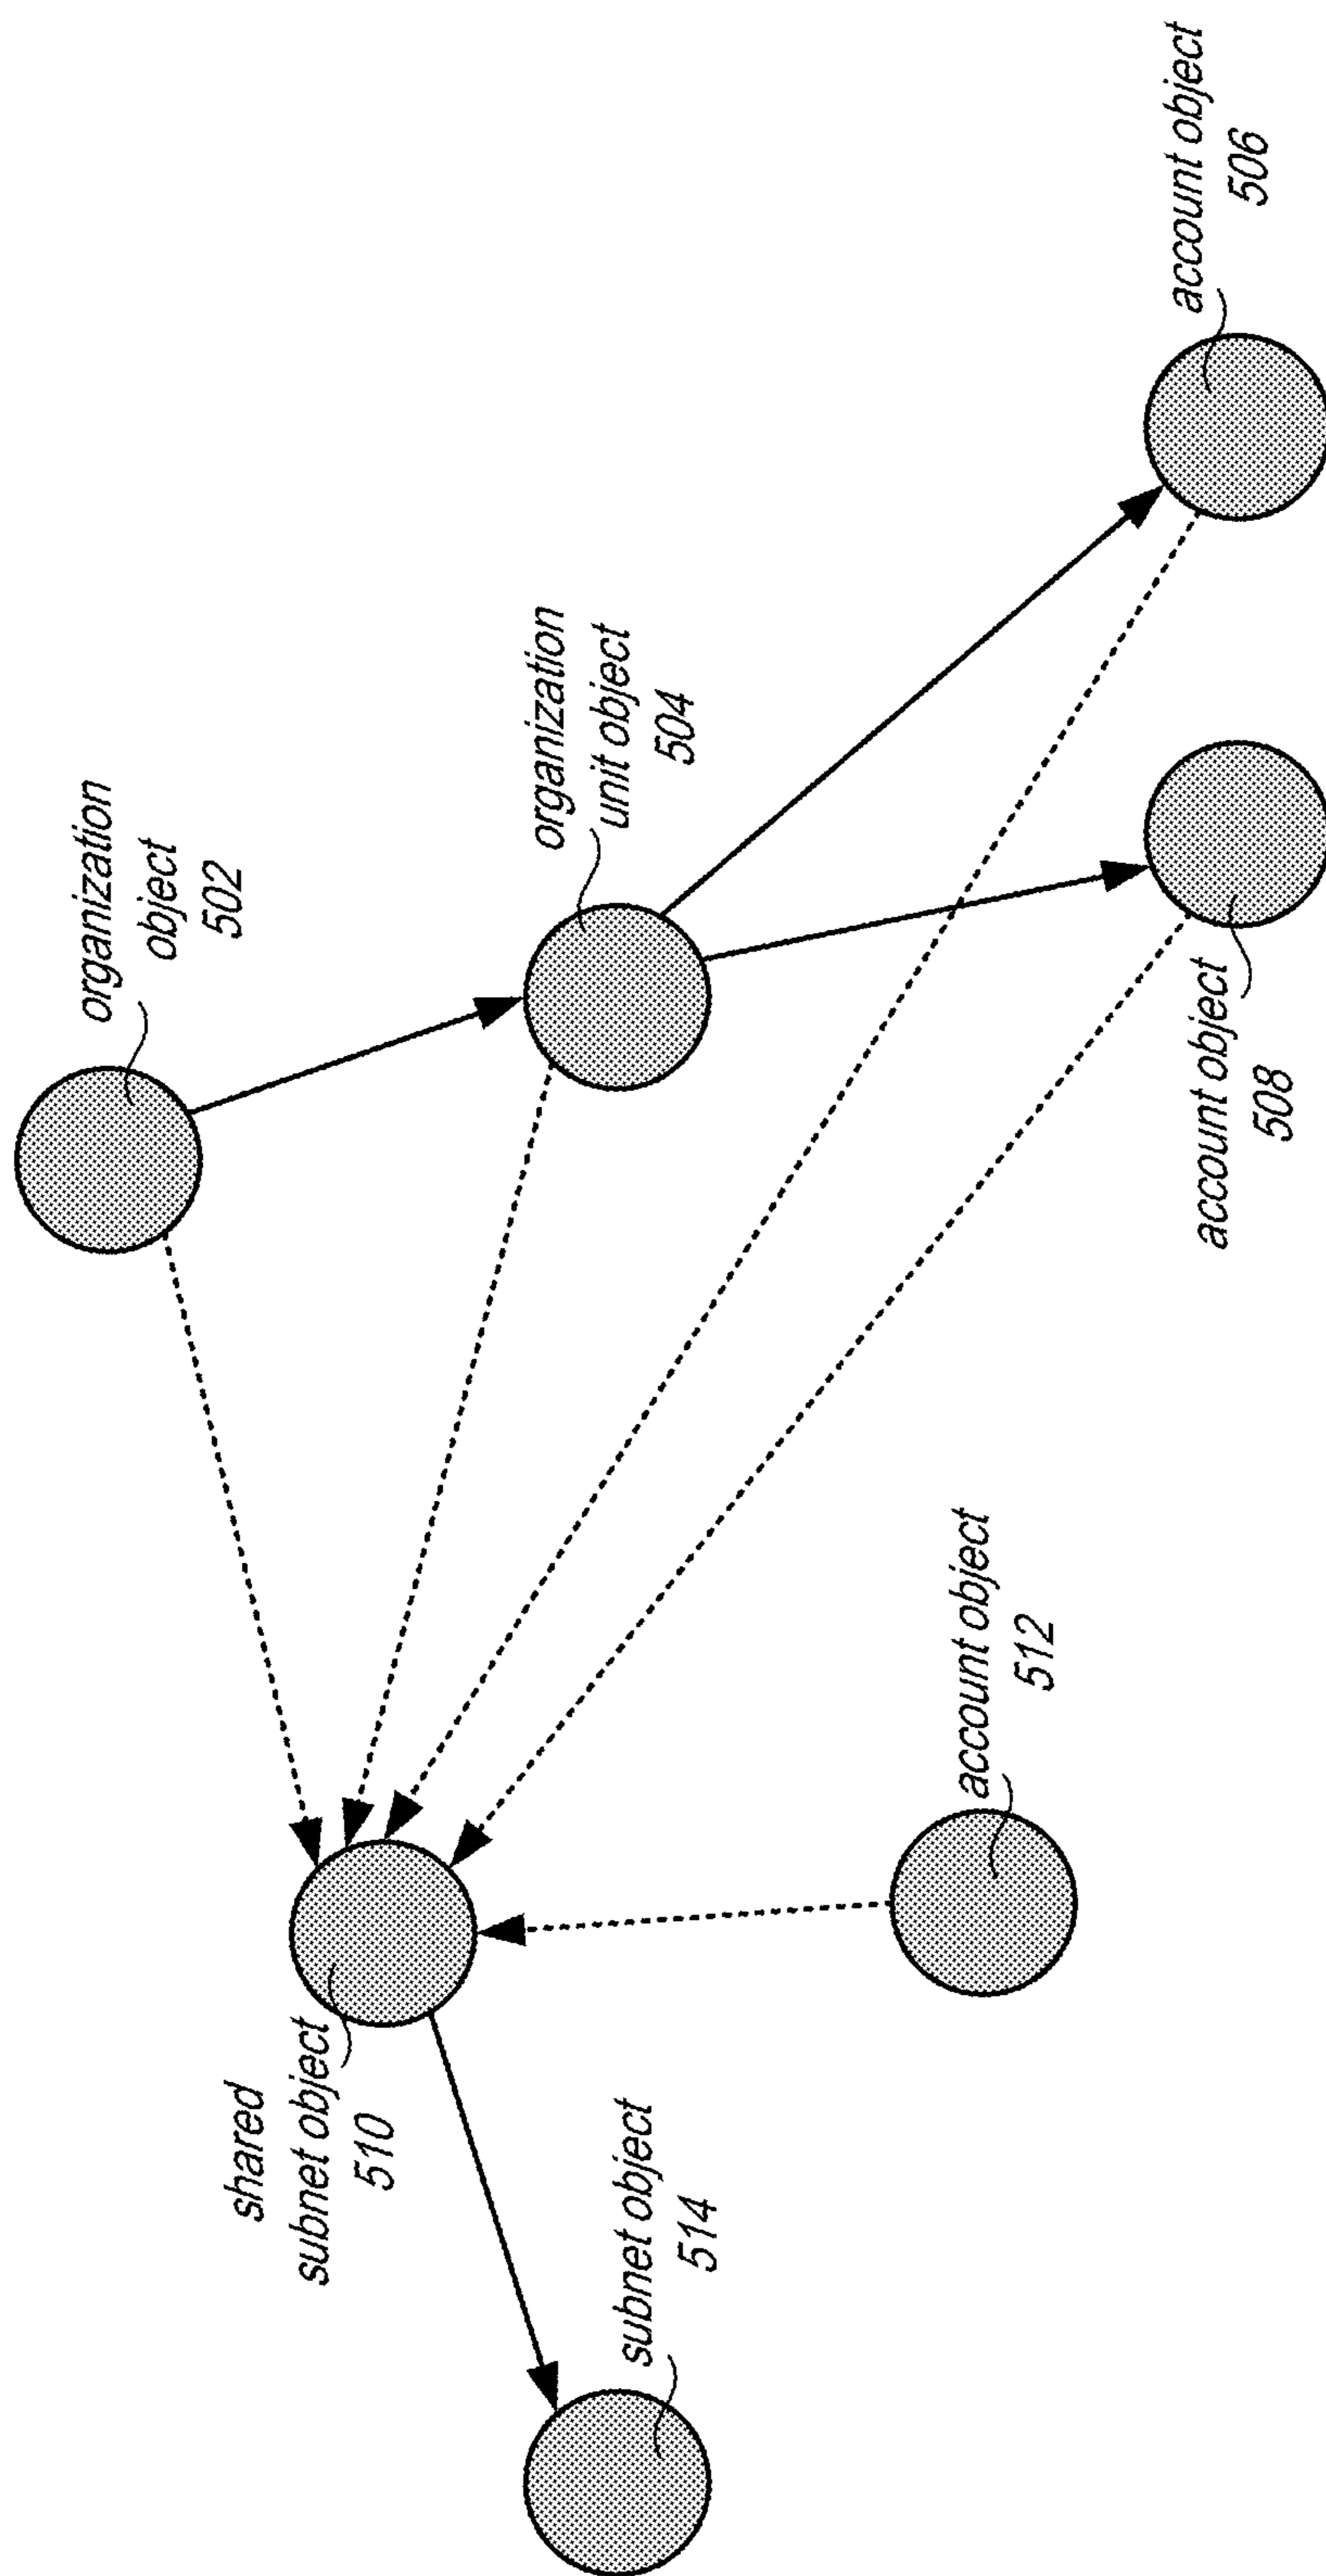 organization
object
502
organization
unit object
504
account object
506
account object
508
shared
subnet object
510
account object
512
subnet object
514